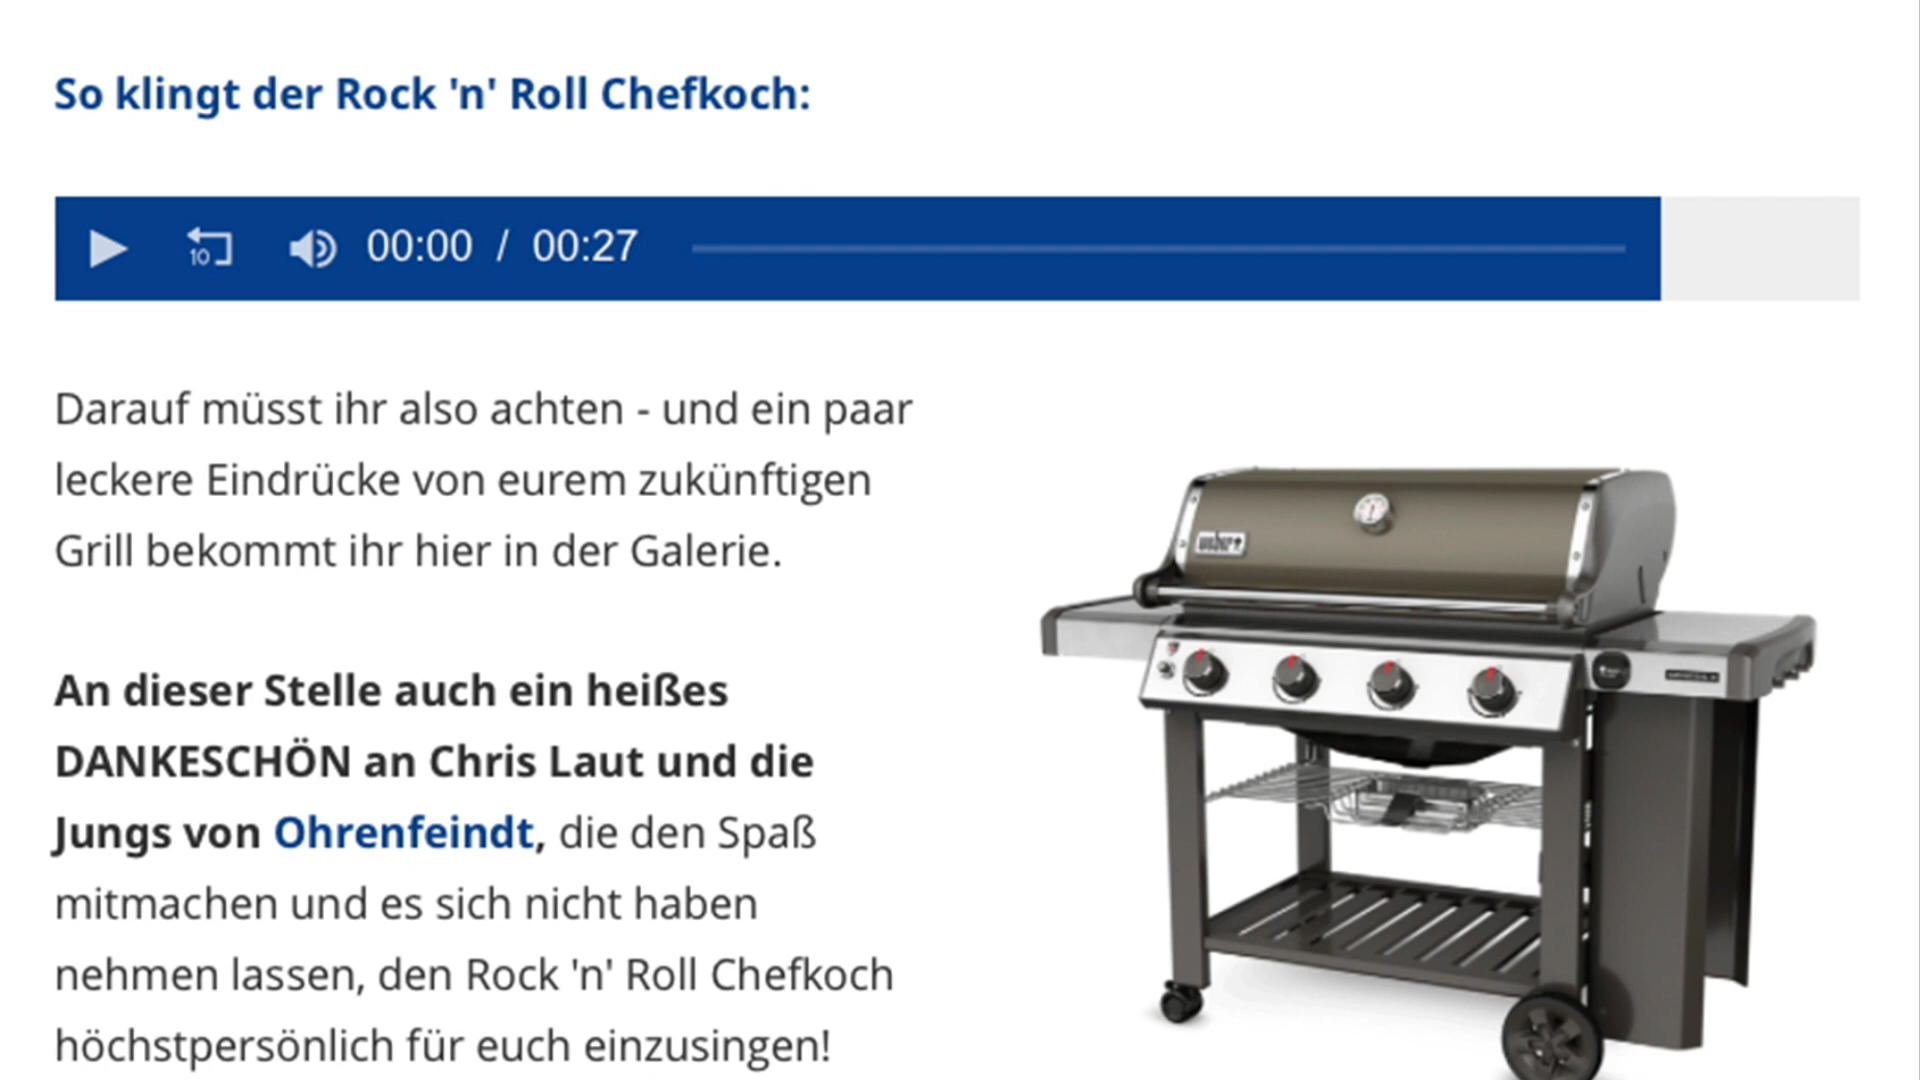 So klingt der Rock 'n' Roll Chefkoch:
10
00:00 / 00:27
Darauf müsst ihr also achten - und ein paar
leckere Eindrücke von eurem zukünftigen
Grill bekommt ihr hier in der Galerie.
An dieser Stelle auch ein heißes
DANKESCHÖN an Chris Laut und die
Jungs von Ohrenfeindt, die den Spaß
mitmachen und es sich nicht haben
nehmen lassen, den Rock 'n' Roll Chefkoch
höchstpersönlich für euch einzusingen!
weber